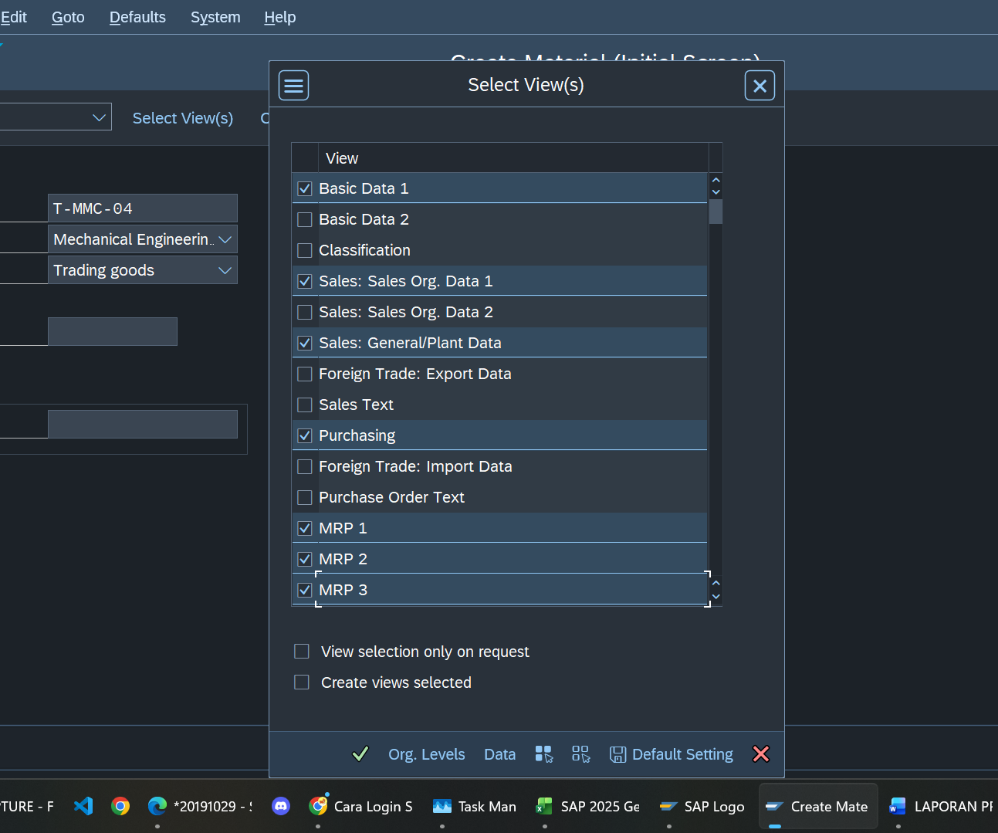 Edit Goto Defaults System Help
Create Material (Initial Screen)
Select View(s)
Select View(s)
View
T-MMC-04
Mechanical Engineerin..
Trading goods
Basic Data 1
Basic Data 2
Classification
Sales: Sales Org. Data 1
Sales: Sales Org. Data 2
Sales: General/Plant Data
Foreign Trade: Export Data
Sales Text
Purchasing
Foreign Trade: Import Data
Purchase Order Text
MRP 1
MRP 2
MRP 3
View selection only on request
Create views selected
Org. Levels Data Default Setting
TURE - F *20191029 - Cara Login S Task Man SAP 2025 Ge SAP Logo Create Mate LAPORAN